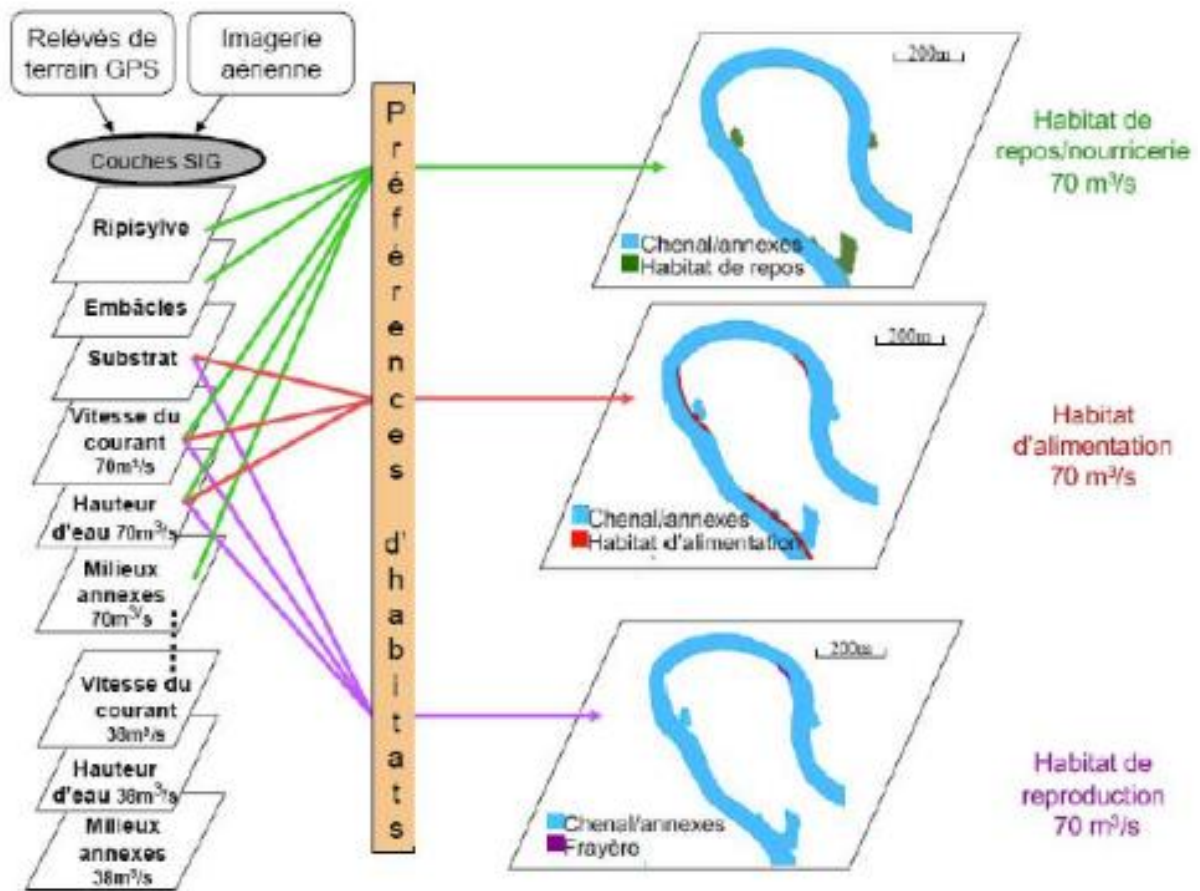 Relévés de
terrain GPS
Imagerie
aérienne
Couches SIG
Ripisylve
Embâcles
Substrat
Vitesse du
courant
70m³/s
Hauteur
d'eau 70m³/s
Milieux
annexes
70m³/s
Vitesse du
courant
38m³/s
Hauteur
d'eau 38m³/s
Milieux
annexes
38m³/s
Préférences d'habitats
200m
Chenal/annexes
Habitat de repos
Habitat de
repos/nourricerie
70 m³/s
200m
Chenal/annexes
Habitat d'alimentation
Habitat
d'alimentation
70 m³/s
200m
Chenal/annexes
Frayère
Habitat de
reproduction
70 m³/s